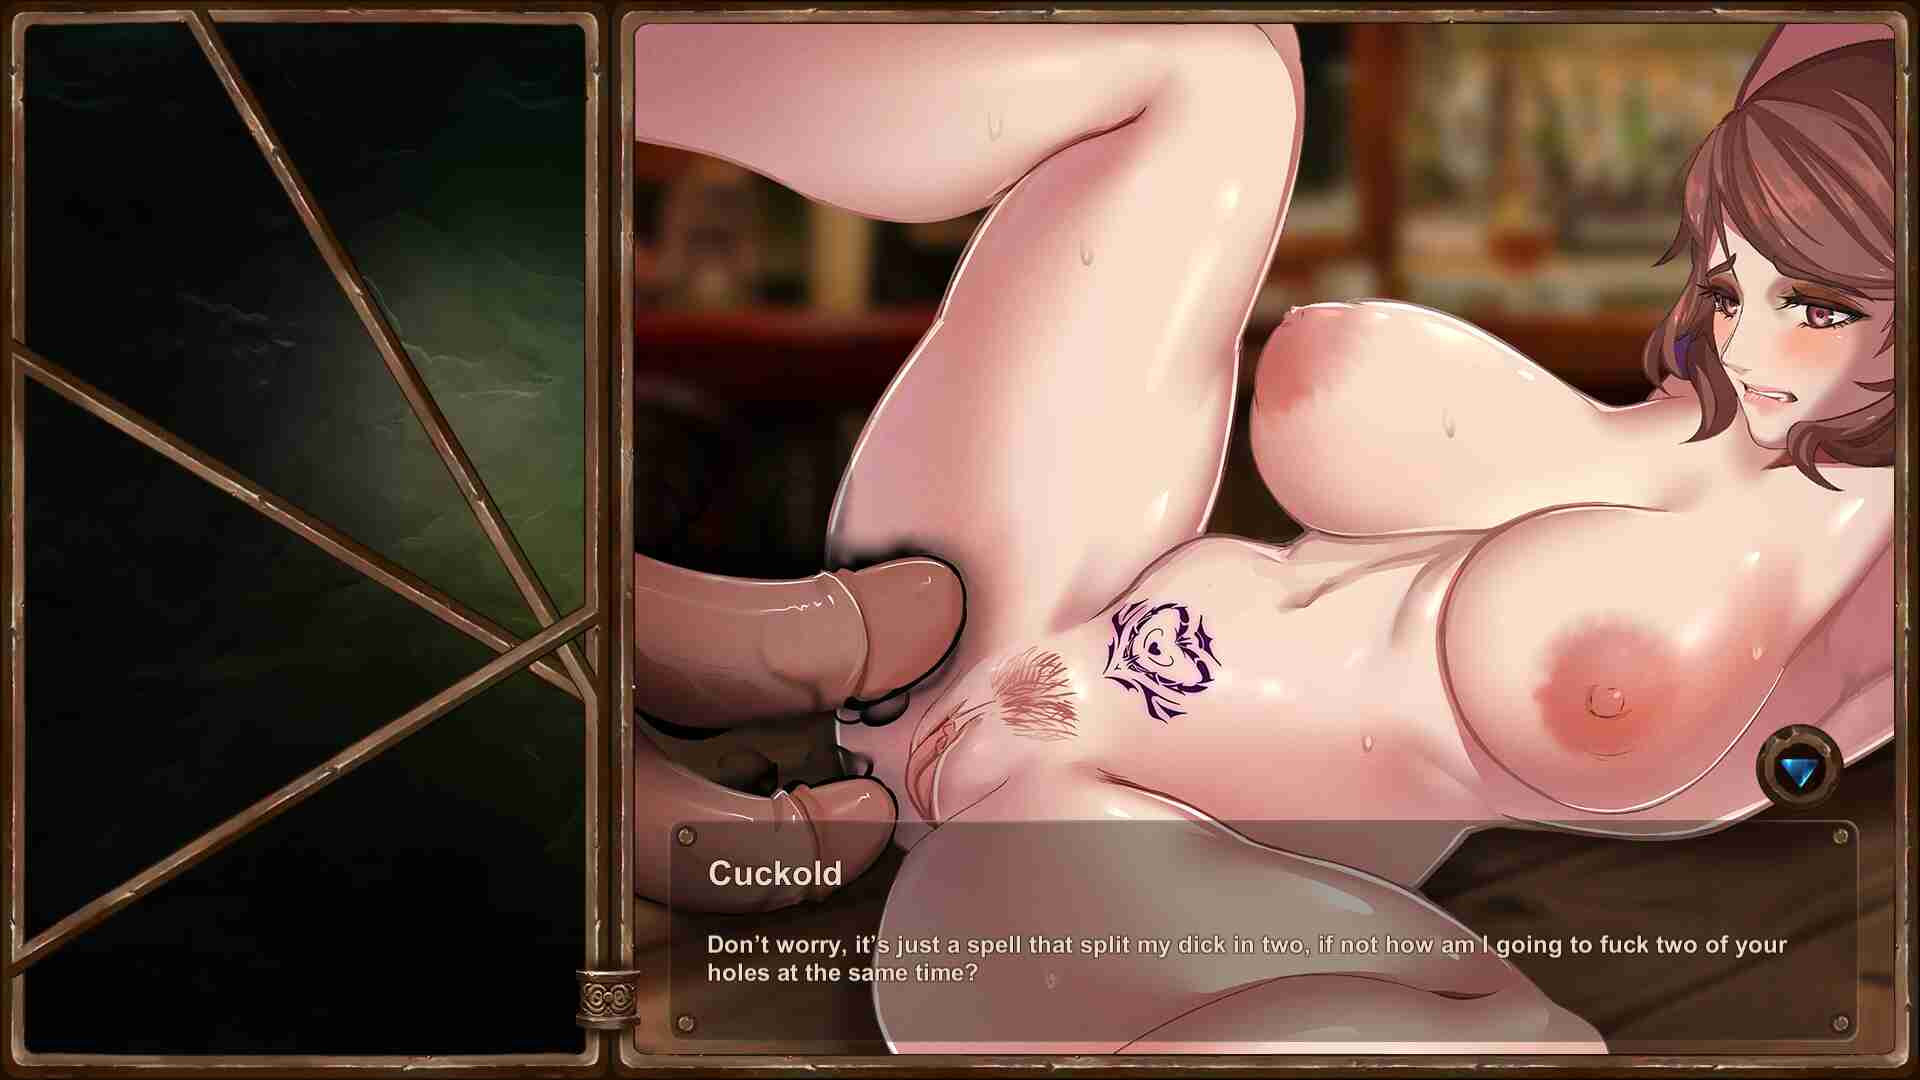 Cuckold
Don’t worry, it’s just a spell that split my dick in two, if not how am I going to fuck two of your
holes at the same time?